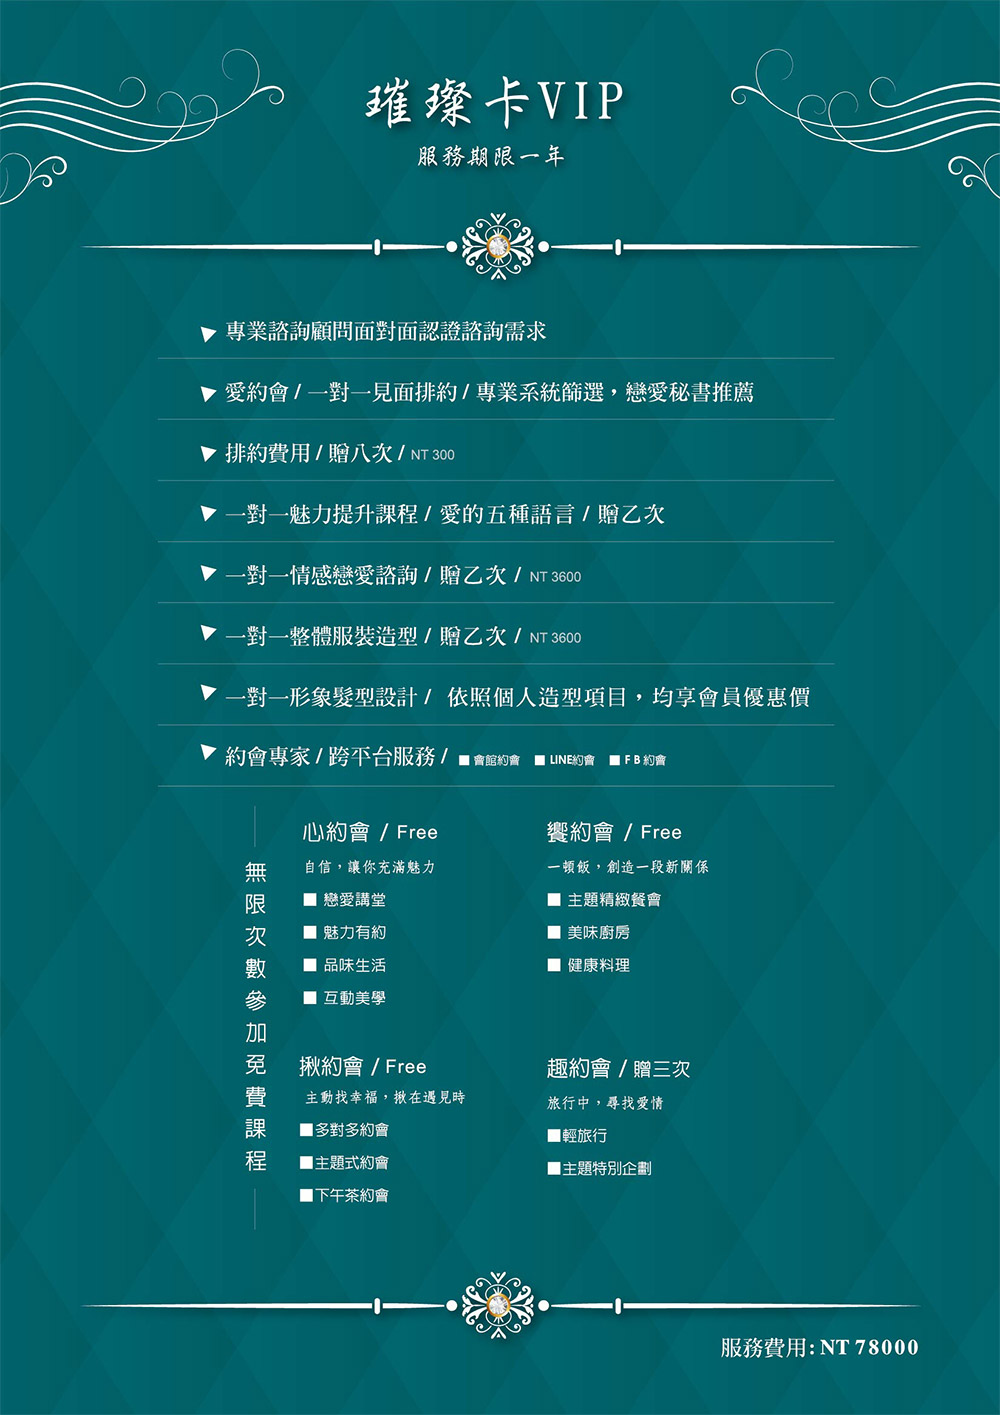 璀璨卡VIP
服務期限一年
專業諮詢顧問面對面認證諮詢需求
愛約會 / 一對一見面排約 / 專業系統篩選，戀愛秘書推薦
排約費用 / 贈八次 / NT 300
一對一魅力提升課程 / 愛的五種語言 / 贈乙次
一對一情感戀愛諮詢 / 贈乙次 / NT 3600
一對一整體服裝造型 / 贈乙次 / NT 3600
一對一形象髮型設計 / 依照個人造型項目，均享會員優惠價
約會專家 / 跨平台服務 / ■ 會館約會 ■ LINE約會 ■ F B 約會
無限次數參加免費課程
心約會 / Free
自信，讓你充滿魅力
■ 戀愛講堂
■ 魅力有約
■ 品味生活
■ 互動美學
饗約會 / Free
一頓飯，創造一段新關係
■ 主題精緻餐會
■ 美味廚房
■ 健康料理
揪約會 / Free
主動找幸福，揪在遇見時
■多對多約會
■主題式約會
■下午茶約會
趣約會 / 贈三次
旅行中，尋找愛情
■輕旅行
■主題特別企劃
服務費用: NT 78000